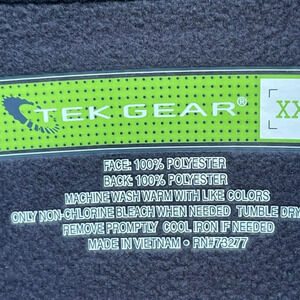 TEK GEAR®
XX
FACE: 100% POLYESTER
BACK: 100% POLYESTER
MACHINE WASH WARM WITH LIKE COLORS
ONLY NON-CHLORINE BLEACH WHEN NEEDED TUMBLE DRY
REMOVE PROMPTLY COOL IRON IF NEEDED
MADE IN VIETNAM • RN#73277